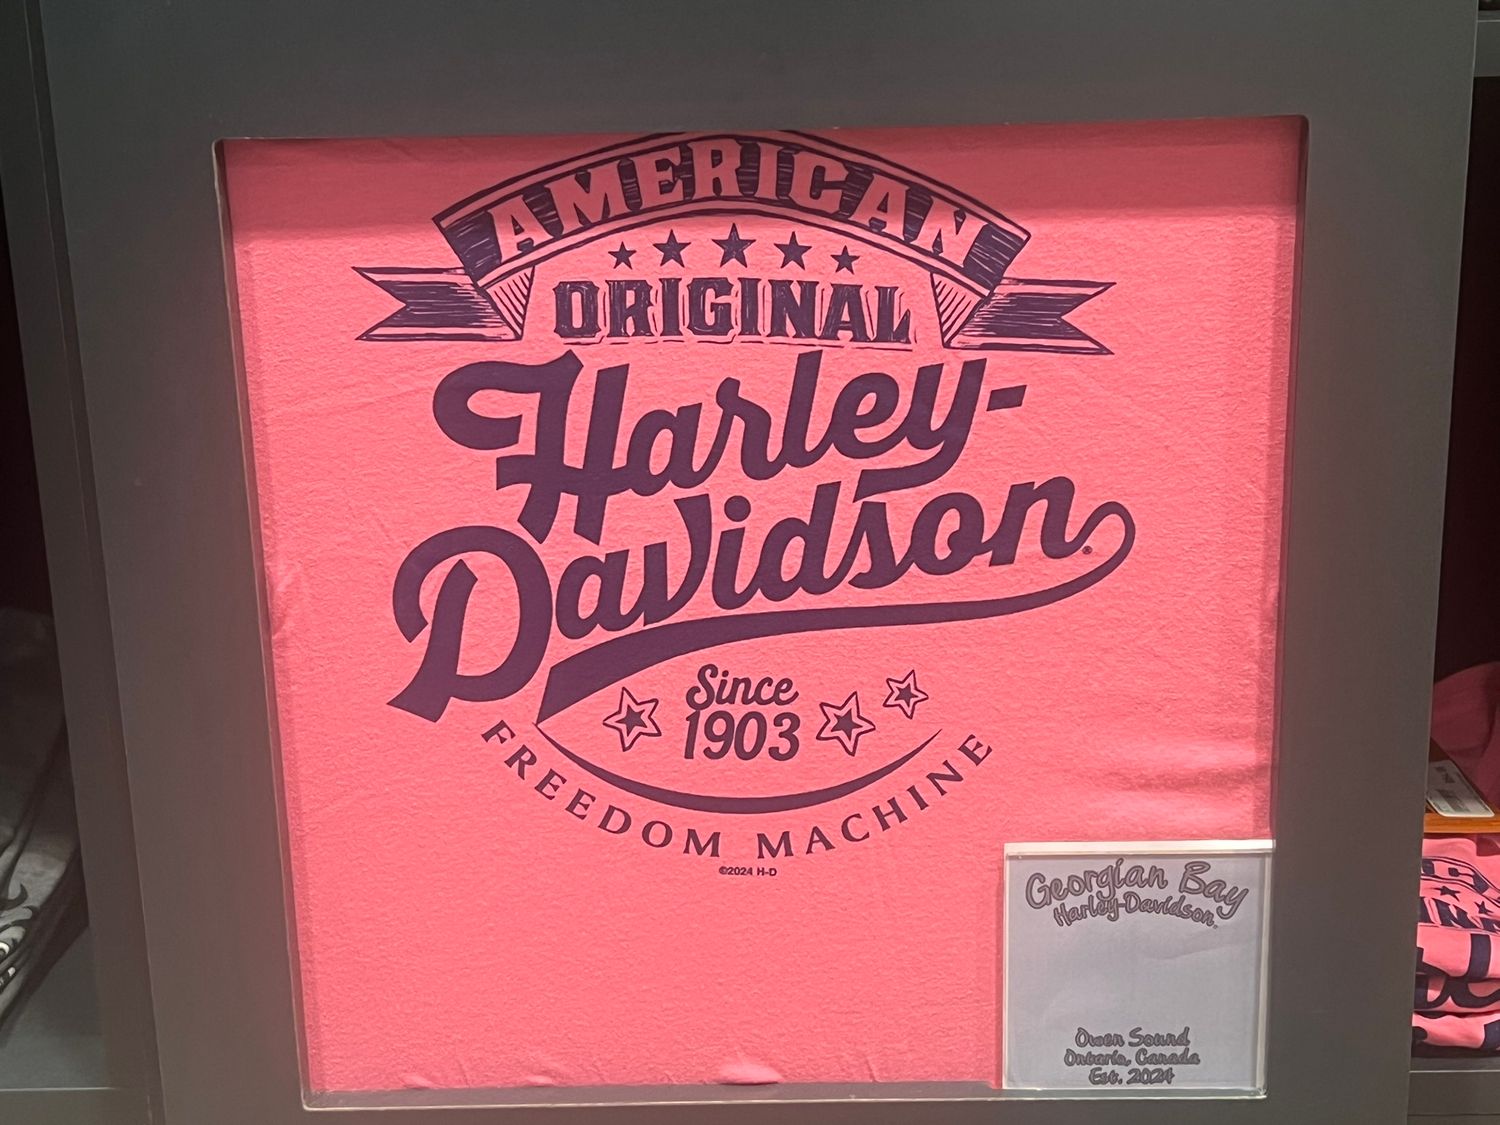 AMERICAN
ORIGINAL
Harley-
Davidson®
Since
1903
FREEDOM MACHINE
©2024 H-D
Georgian Bay
Harley-Davidson
Owen Sound
Ontario, Canada
Est. 2024